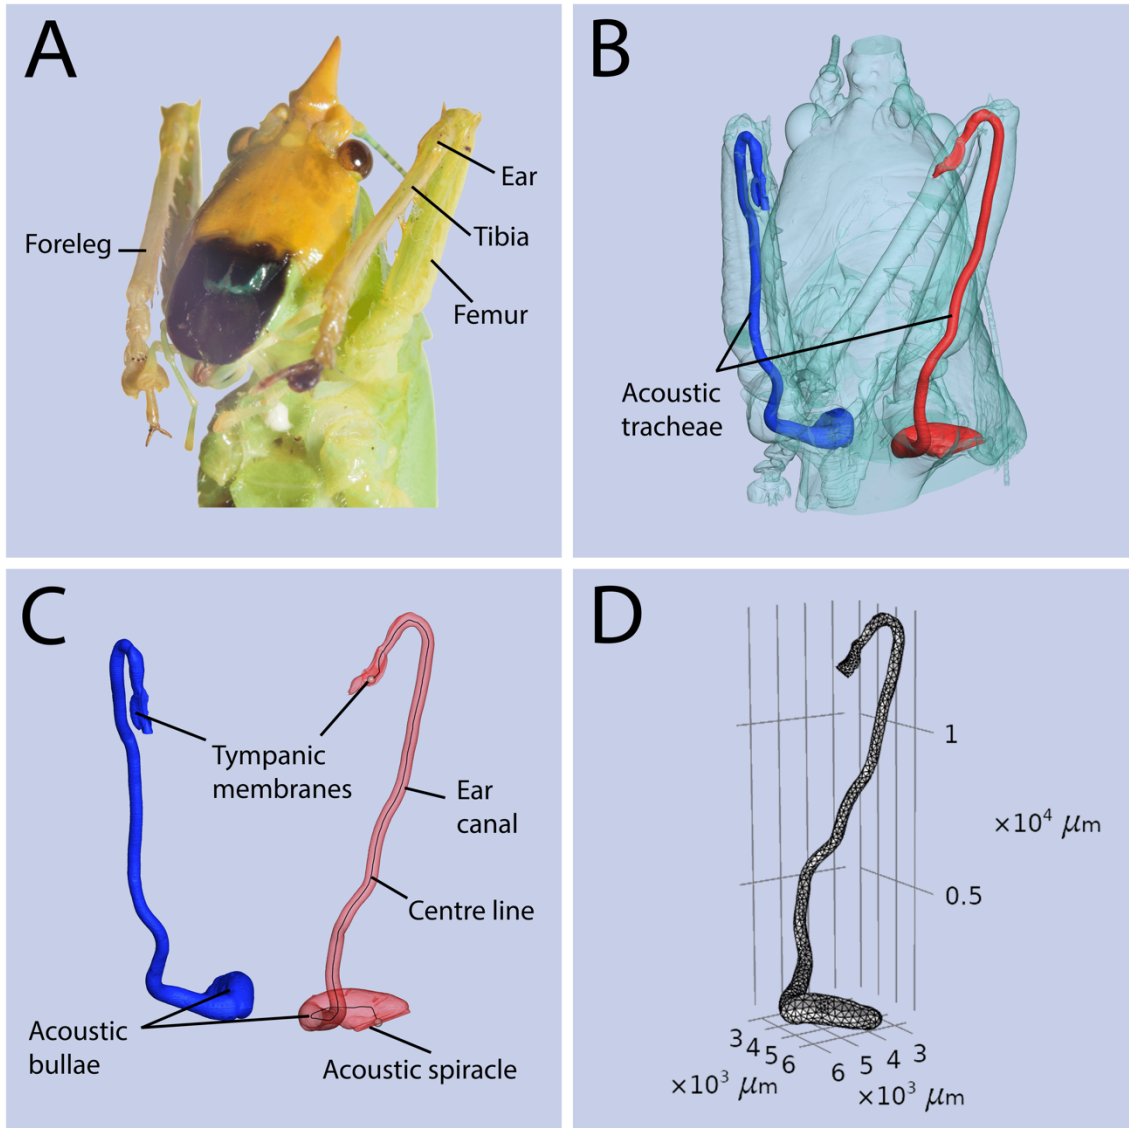 A
Ear
Tibia
Foreleg
Femur
B
Acoustic
tracheae
C
Tympanic
membranes
Ear
canal
Centre line
Acoustic
bullae
Acoustic spiracle
D
1
×10⁴ μm
0.5
3 4 5 6
×10³ μm
6 5 4 3
×10³ μm